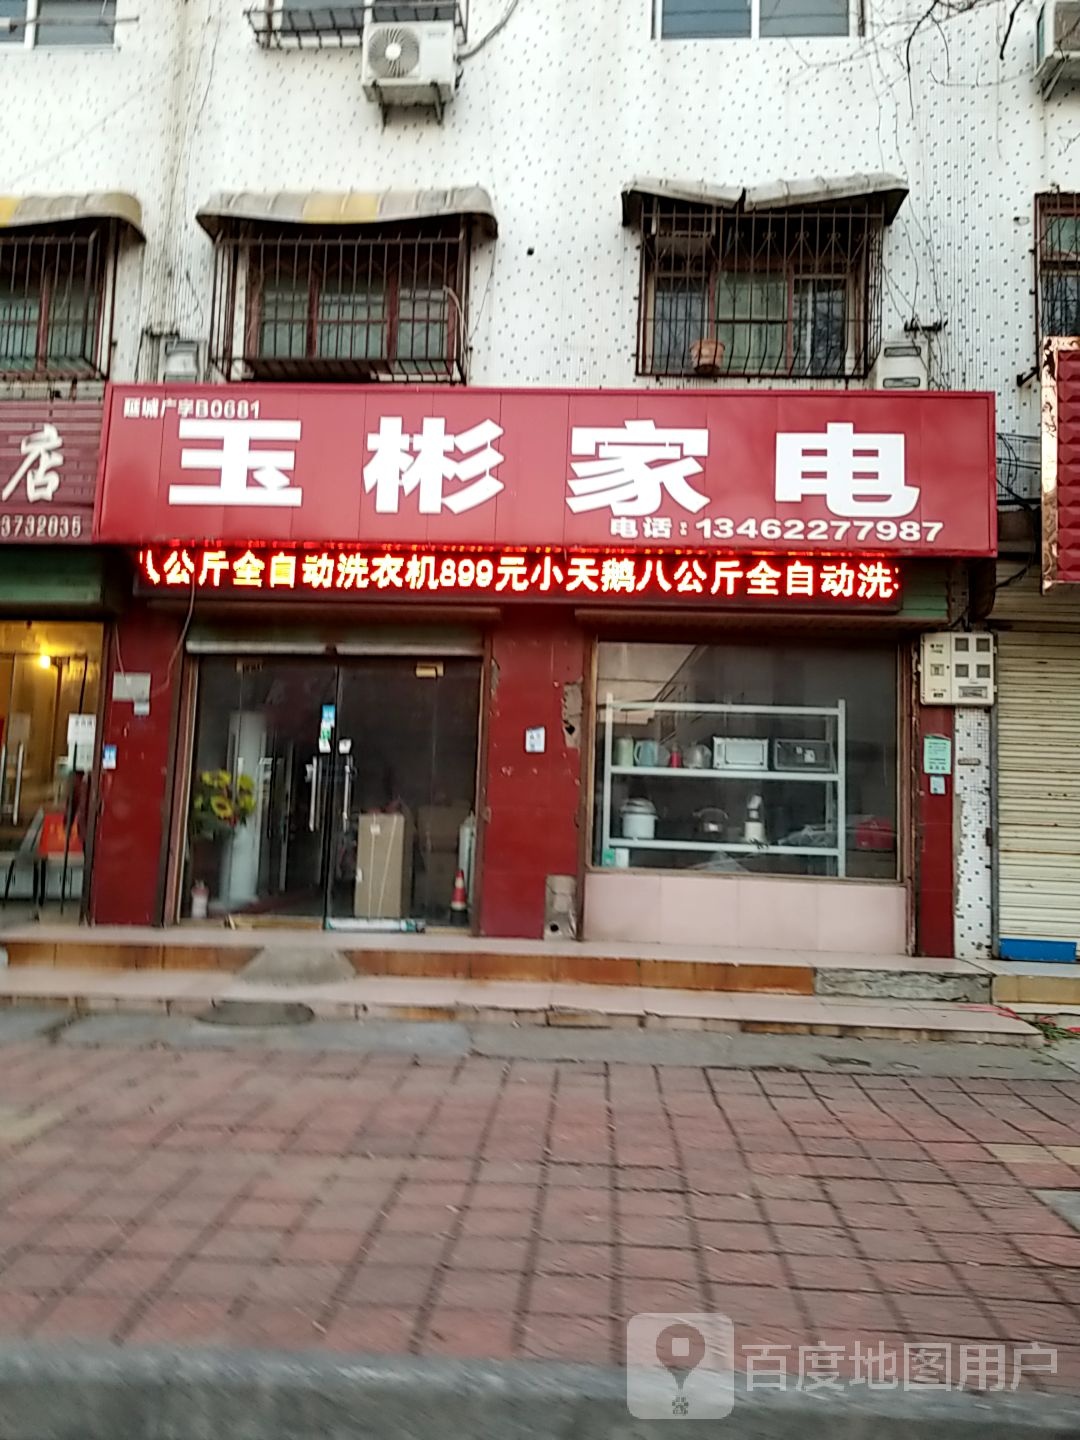 延城广字B0681
玉彬家电
电话:13462277987
八公斤全自动洗衣机899元小天鹅八公斤全自动洗
店
3732835
百度地图用户